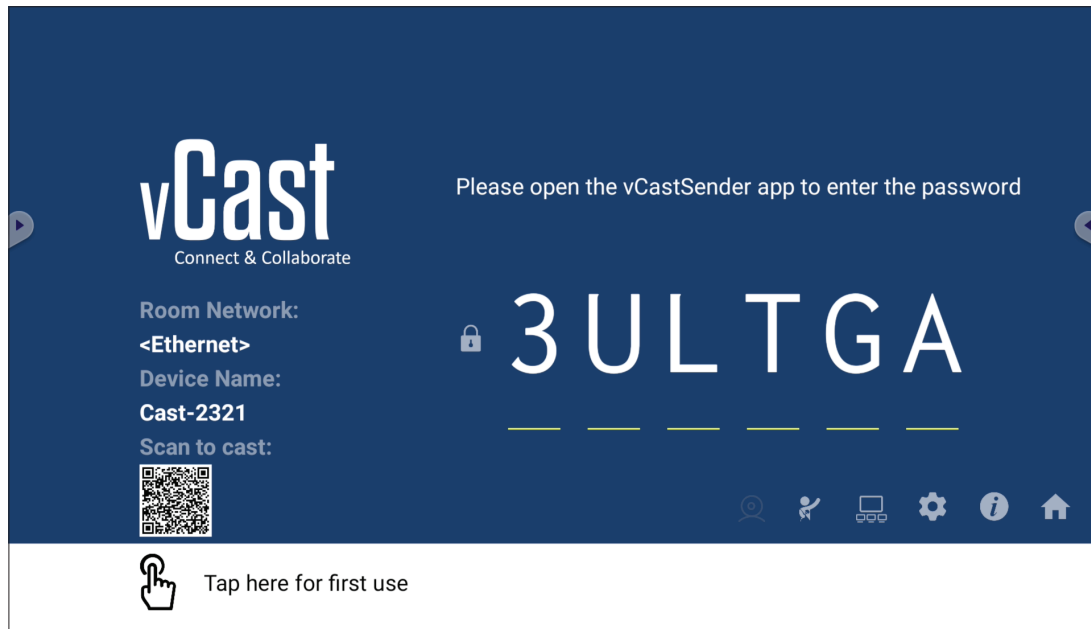 vCast
Connect & Collaborate
Please open the vCastSender app to enter the password
Room Network:
<Ethernet>
Device Name:
Cast-2321
Scan to cast:
3ULTGA
Tap here for first use